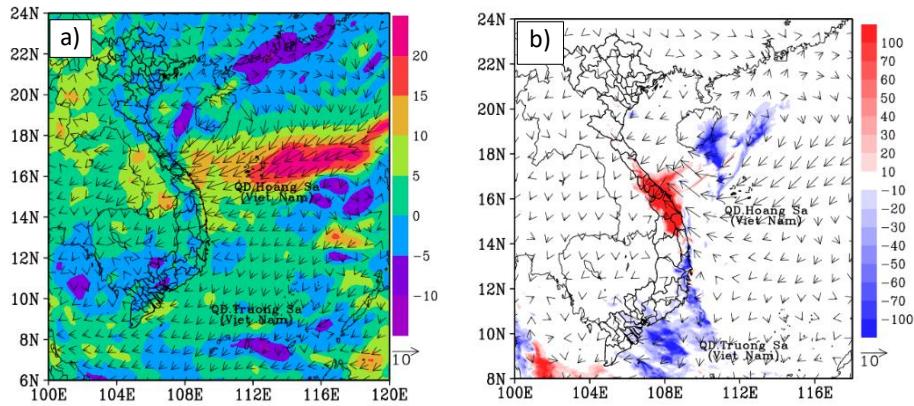 a)
24N
22N
20N
18N
16N
14N
12N
10N
8N
6N
100E
104E
108E
112E
116E
120E
QD.Hoang Sa
(Viet Nam)
QD.Truong Sa
(Viet Nam)
20
15
10
5
0
−5
−10
10
b)
24N
22N
20N
18N
16N
14N
12N
10N
8N
100E
104E
108E
112E
116E
QD.Hoang Sa
(Viet Nam)
QD.Truong Sa
(Viet Nam)
100
70
60
50
30
20
10
−10
−20
−30
−40
−60
−70
−100
10